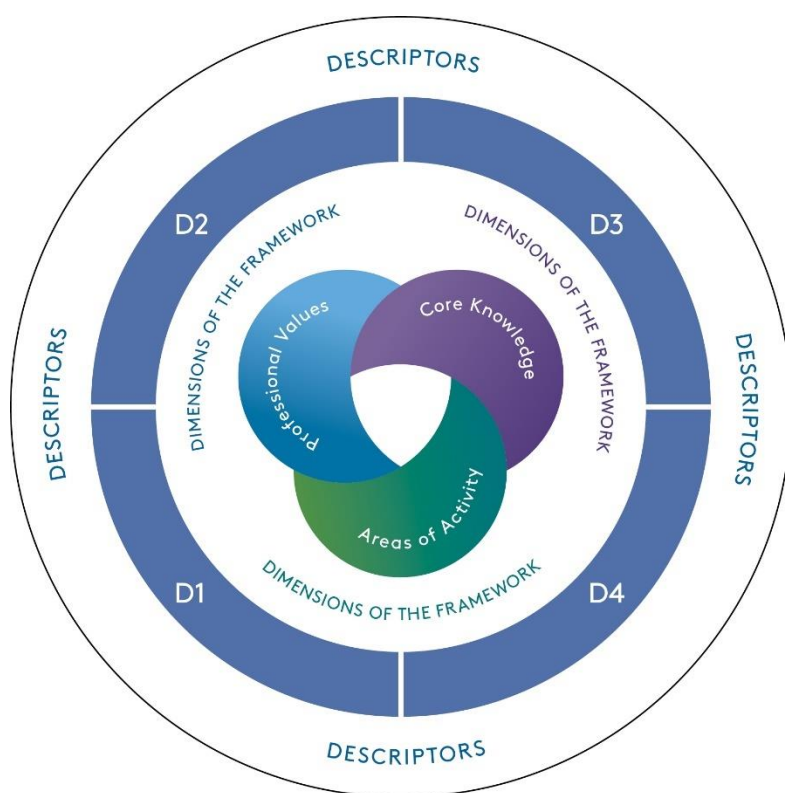 DESCRIPTORS
D2
D3
DIMENSIONS OF THE FRAMEWORK
DIMENSIONS OF THE FRAMEWORK
Professional Values
Core Knowledge
DESCRIPTORS
DESCRIPTORS
Areas of Activity
DIMENSIONS OF THE FRAMEWORK
D1
D4
DESCRIPTORS